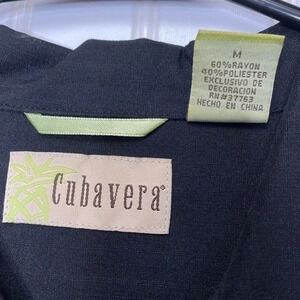 M
60%RAYON
40%POLIESTER
EXCLUSIVO DE
DECORACION
RN#37763
HECHO EN CHINA
Cubavera®